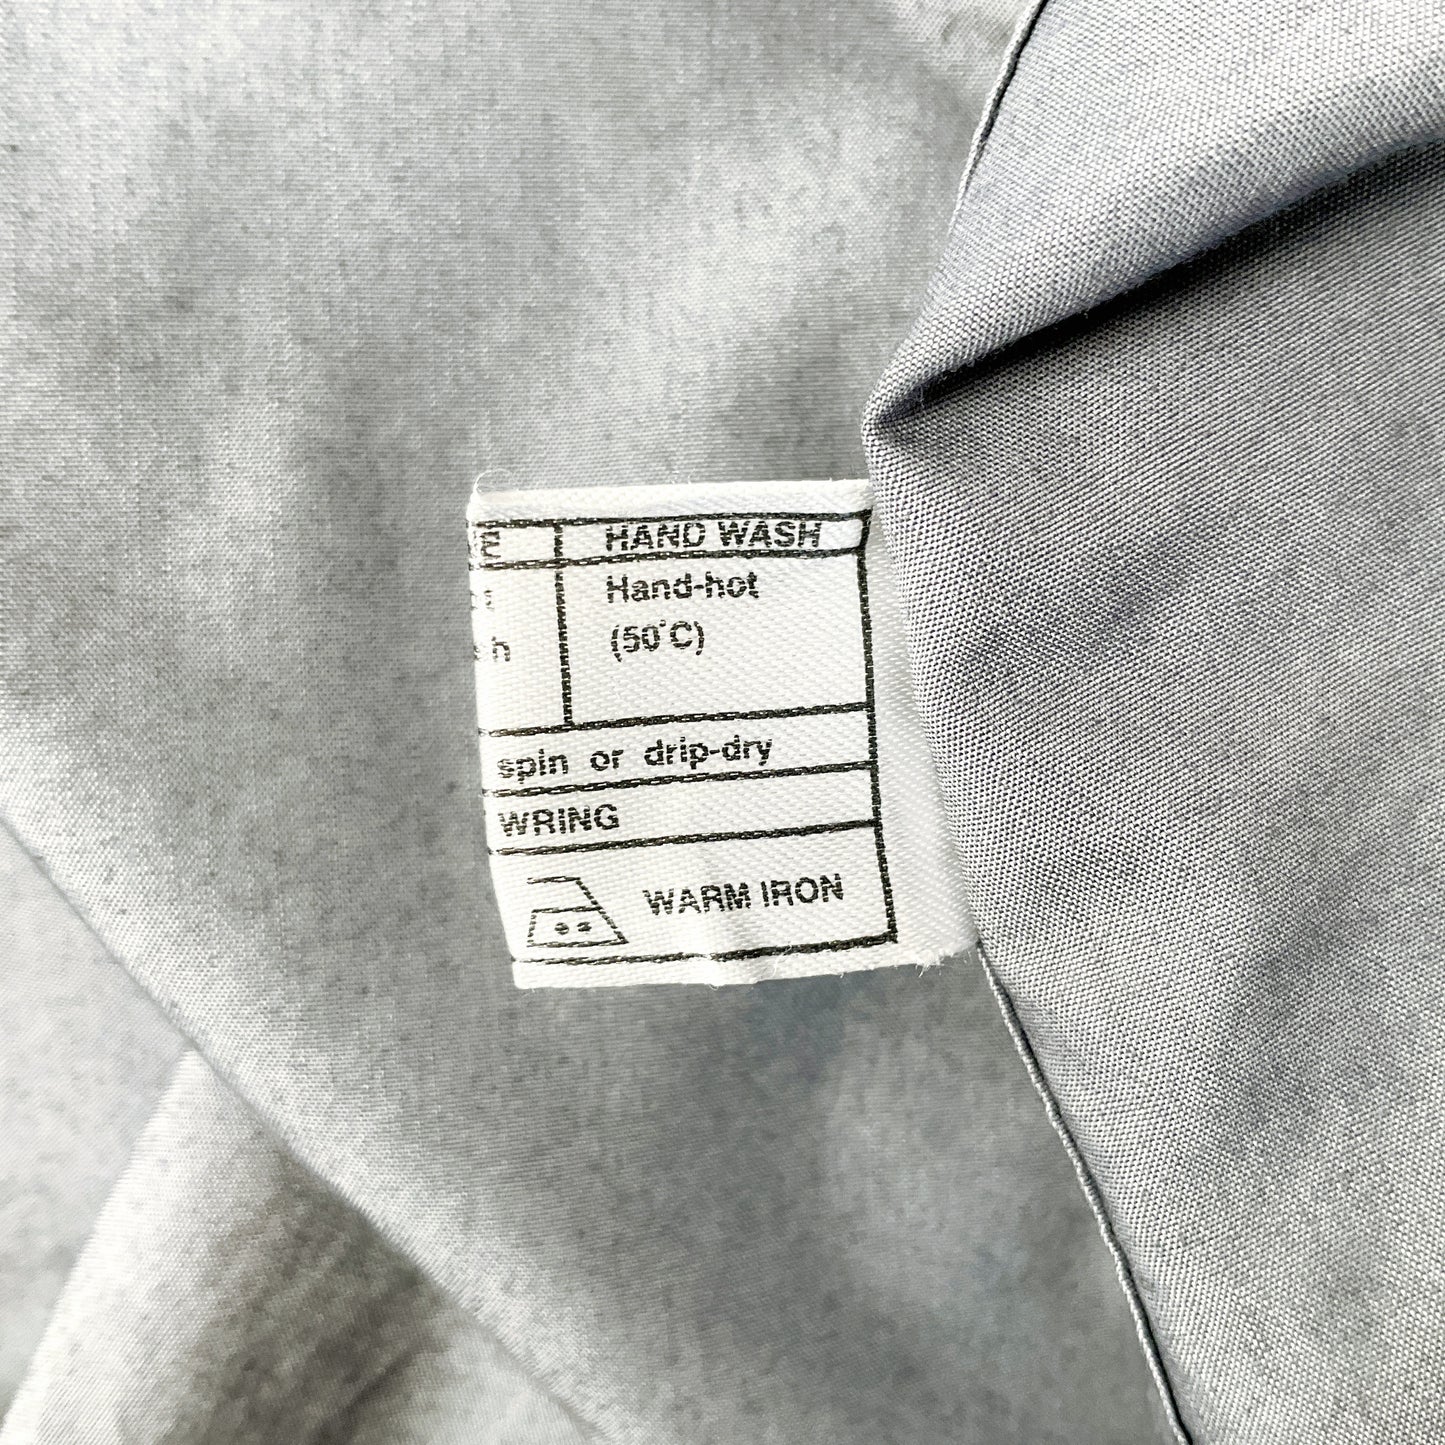 HAND WASH
Hand-hot
(50°C)
h
spin or drip-dry
WRING
WARM IRON